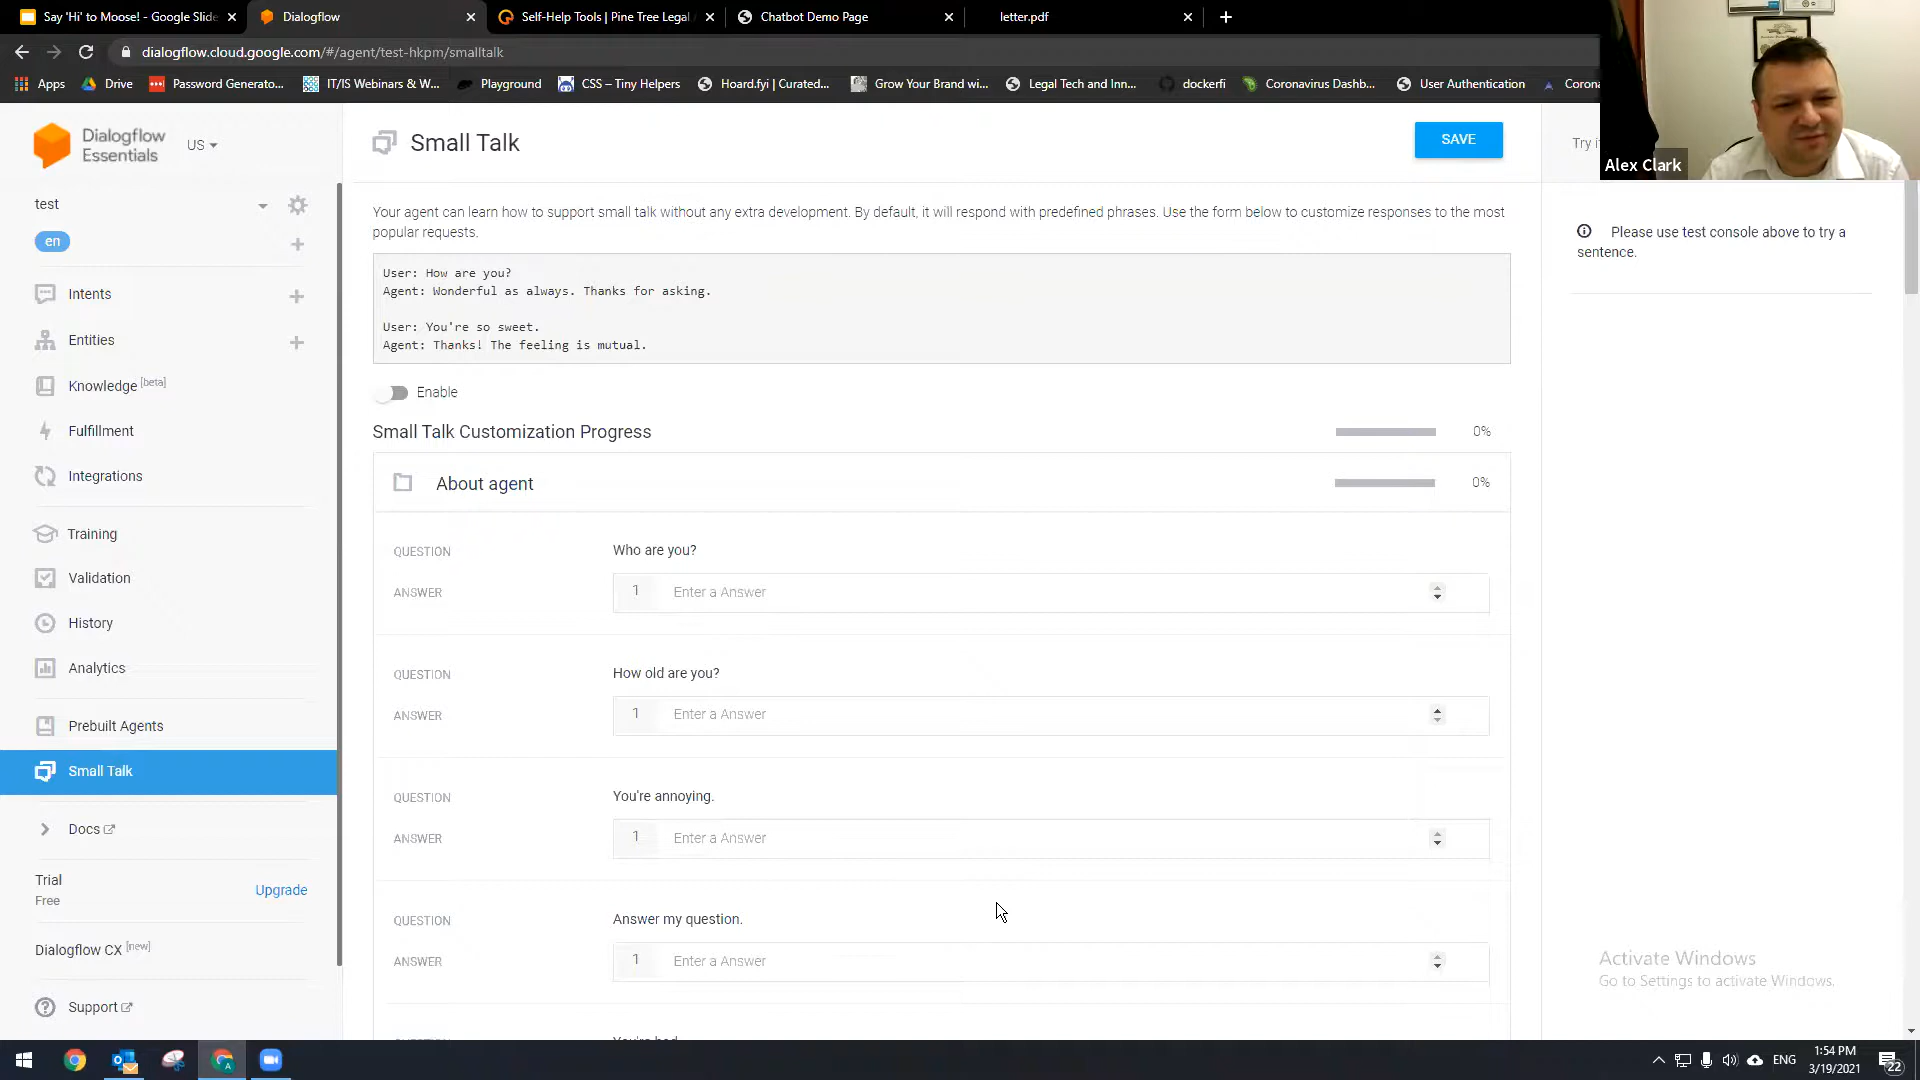 Say 'Hi' to Moose! - Google Slide
Dialogflow
Self-Help Tools | Pine Tree Legal
Chatbot Demo Page
letter.pdf
dialogflow.cloud.google.com/#/agent/test-hkpm/smalltalk
Apps
Drive
Password Generato...
IT/IS Webinars & W...
Playground
CSS – Tiny Helpers
Hoard.fyi | Curated...
Grow Your Brand wi...
Legal Tech and Inn...
dockerfi
Coronavirus Dashb...
User Authentication
Corona
Alex Clark
Dialogflow
Essentials
US
test
en
Intents
Entities
Knowledge [beta]
Fulfillment
Integrations
Training
Validation
History
Analytics
Prebuilt Agents
Small Talk
Docs
Trial
Free
Upgrade
Dialogflow CX [new]
Support
Small Talk
SAVE
Your agent can learn how to support small talk without any extra development. By default, it will respond with predefined phrases. Use the form below to customize responses to the most
popular requests.
User: How are you?
Agent: Wonderful as always. Thanks for asking.
User: You're so sweet.
Agent: Thanks! The feeling is mutual.
Enable
Small Talk Customization Progress
0%
About agent
0%
QUESTION
Who are you?
ANSWER
1 Enter a Answer
QUESTION
How old are you?
ANSWER
1 Enter a Answer
QUESTION
You're annoying.
ANSWER
1 Enter a Answer
QUESTION
Answer my question.
ANSWER
1 Enter a Answer
Try i
Please use test console above to try a
sentence.
Activate Windows
Go to Settings to activate Windows.
ENG
1:54 PM
3/19/2021
22